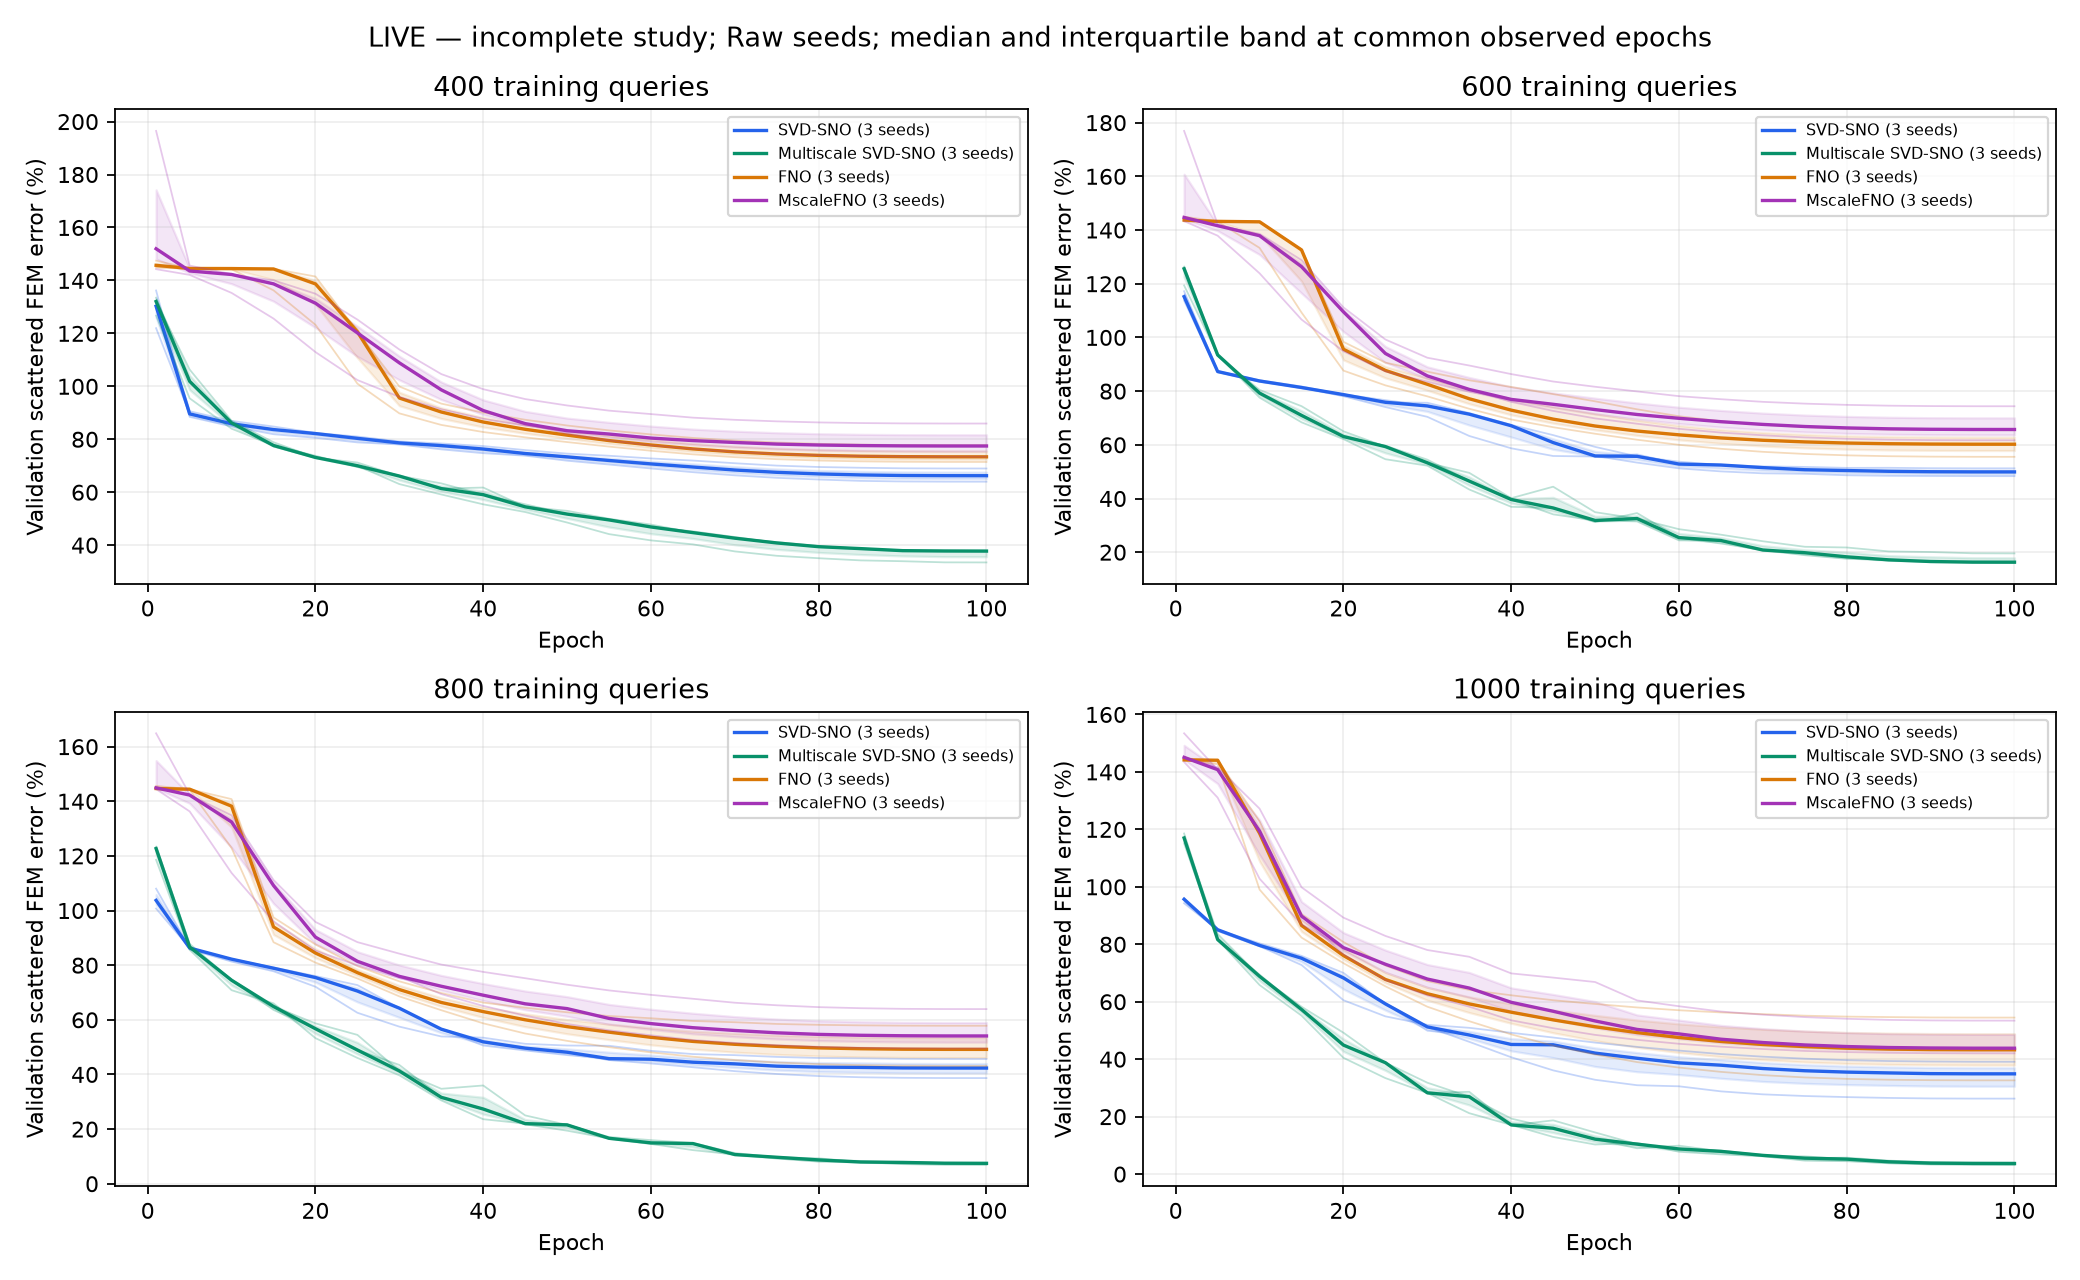 LIVE — incomplete study; Raw seeds; median and interquartile band at common observed epochs
400 training queries
200
180
160
140
120
100
80
60
40
Validation scattered FEM error (%)
SVD-SNO (3 seeds)
Multiscale SVD-SNO (3 seeds)
FNO (3 seeds)
MscaleFNO (3 seeds)
0 20 40 60 80 100
Epoch
600 training queries
180
160
140
120
100
80
60
40
20
Validation scattered FEM error (%)
SVD-SNO (3 seeds)
Multiscale SVD-SNO (3 seeds)
FNO (3 seeds)
MscaleFNO (3 seeds)
0 20 40 60 80 100
Epoch
800 training queries
160
140
120
100
80
60
40
20
0
Validation scattered FEM error (%)
SVD-SNO (3 seeds)
Multiscale SVD-SNO (3 seeds)
FNO (3 seeds)
MscaleFNO (3 seeds)
0 20 40 60 80 100
Epoch
1000 training queries
160
140
120
100
80
60
40
20
0
Validation scattered FEM error (%)
SVD-SNO (3 seeds)
Multiscale SVD-SNO (3 seeds)
FNO (3 seeds)
MscaleFNO (3 seeds)
0 20 40 60 80 100
Epoch